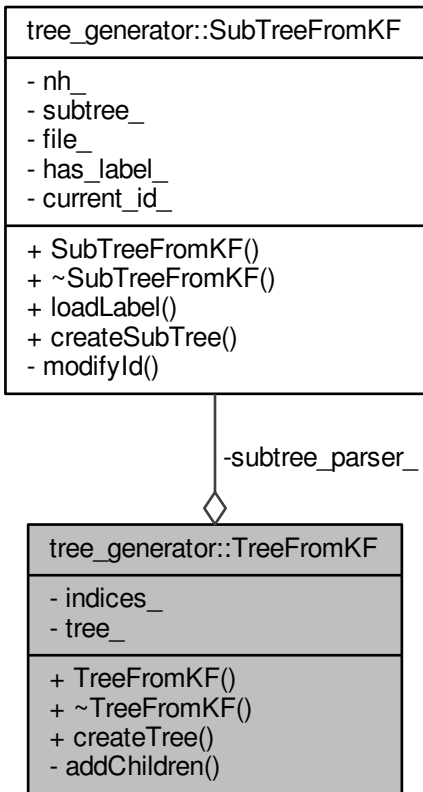 tree_generator::SubTreeFromKF
- nh_
- subtree_
- file_
- has_label_
- current_id_
+ SubTreeFromKF()
+ ~SubTreeFromKF()
+ loadLabel()
+ createSubTree()
- modifyId()
-subtree_parser_
tree_generator::TreeFromKF
- indices_
- tree_
+ TreeFromKF()
+ ~TreeFromKF()
+ createTree()
- addChildren()